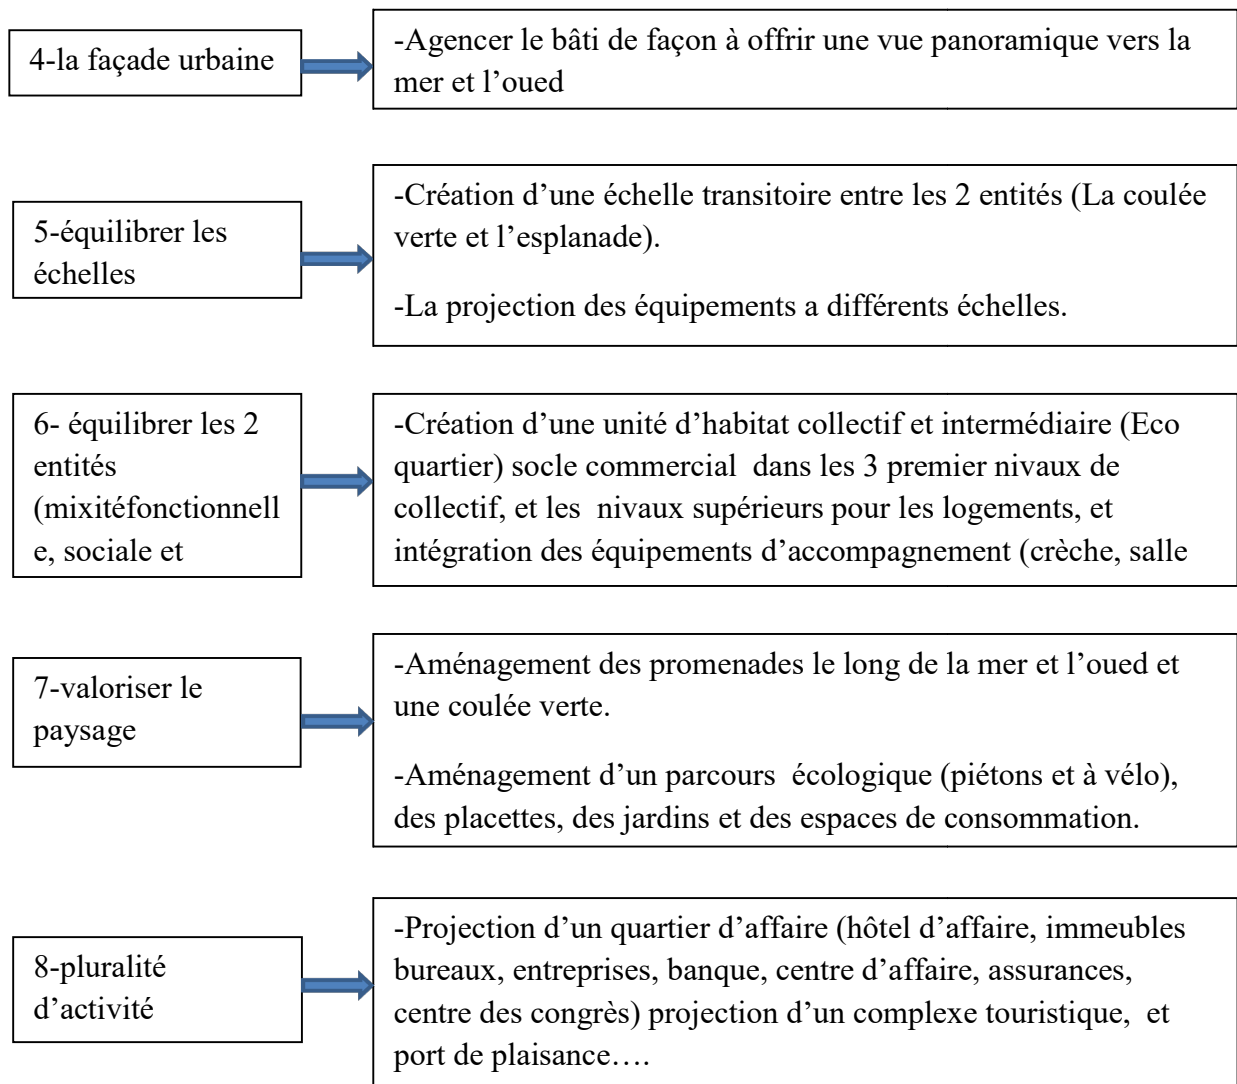 4-la façade urbaine
-Agencer le bâti de façon à offrir une vue panoramique vers la
mer et l’oued
5-équilibrer les
échelles
-Création d’une échelle transitoire entre les 2 entités (La coulée
verte et l’esplanade).
-La projection des équipements a différents échelles.
6- équilibrer les 2
entités
(mixitéfonctionnell
e, sociale et
-Création d’une unité d’habitat collectif et intermédiaire (Eco
quartier) socle commercial  dans les 3 premier nivaux de
collectif, et les  nivaux supérieurs pour les logements, et
intégration des équipements d’accompagnement (crèche, salle
7-valoriser le
paysage
-Aménagement des promenades le long de la mer et l’oued et
une coulée verte.
-Aménagement d’un parcours  écologique (piétons et à vélo),
des placettes, des jardins et des espaces de consommation.
8-pluralité
d’activité
-Projection d’un quartier d’affaire (hôtel d’affaire, immeubles
bureaux, entreprises, banque, centre d’affaire, assurances,
centre des congrès) projection d’un complexe touristique,  et
port de plaisance….